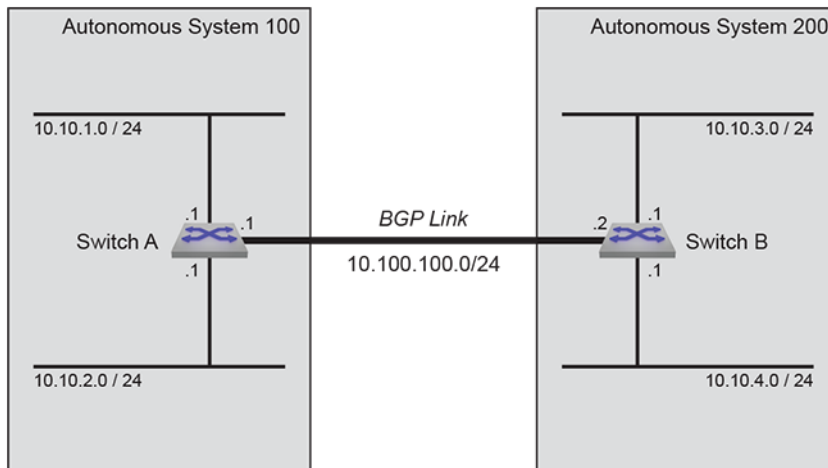 Autonomous System 100
Autonomous System 200
10.10.1.0 / 24
10.10.3.0 / 24
.1
.1
BGP Link
.2
.1
Switch A
Switch B
10.100.100.0/24
.1
.1
10.10.2.0 / 24
10.10.4.0 / 24